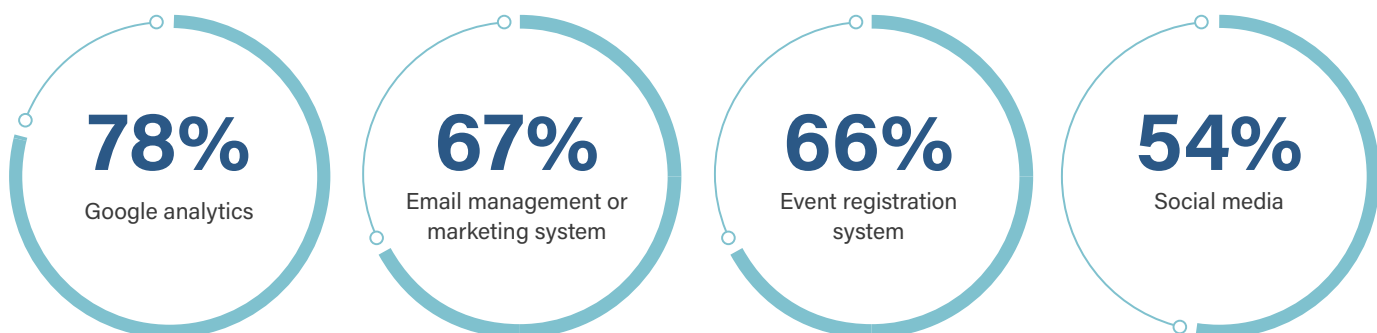 78%
Google analytics
67%
Email management or
marketing system
66%
Event registration
system
54%
Social media